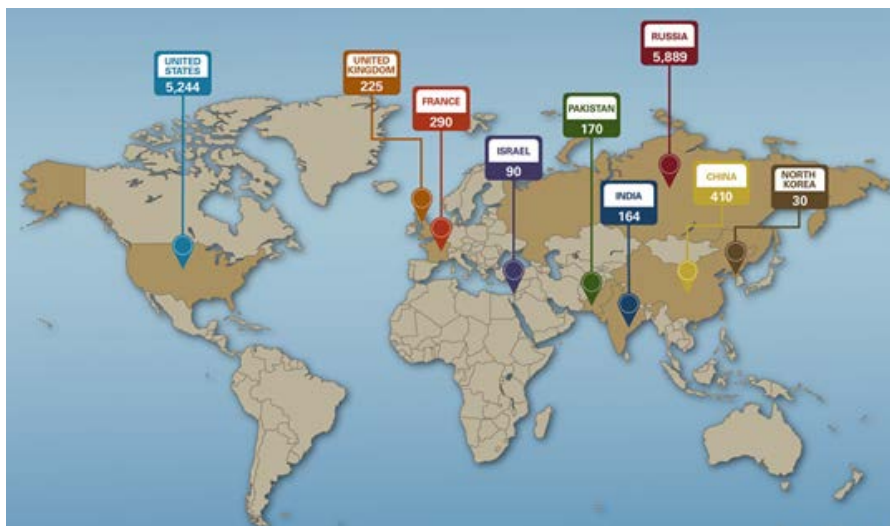 UNITED
STATES
5,244
UNITED
KINGDOM
225
FRANCE
290
ISRAEL
90
PAKISTAN
170
INDIA
164
RUSSIA
5,889
CHINA
410
NORTH
KOREA
30